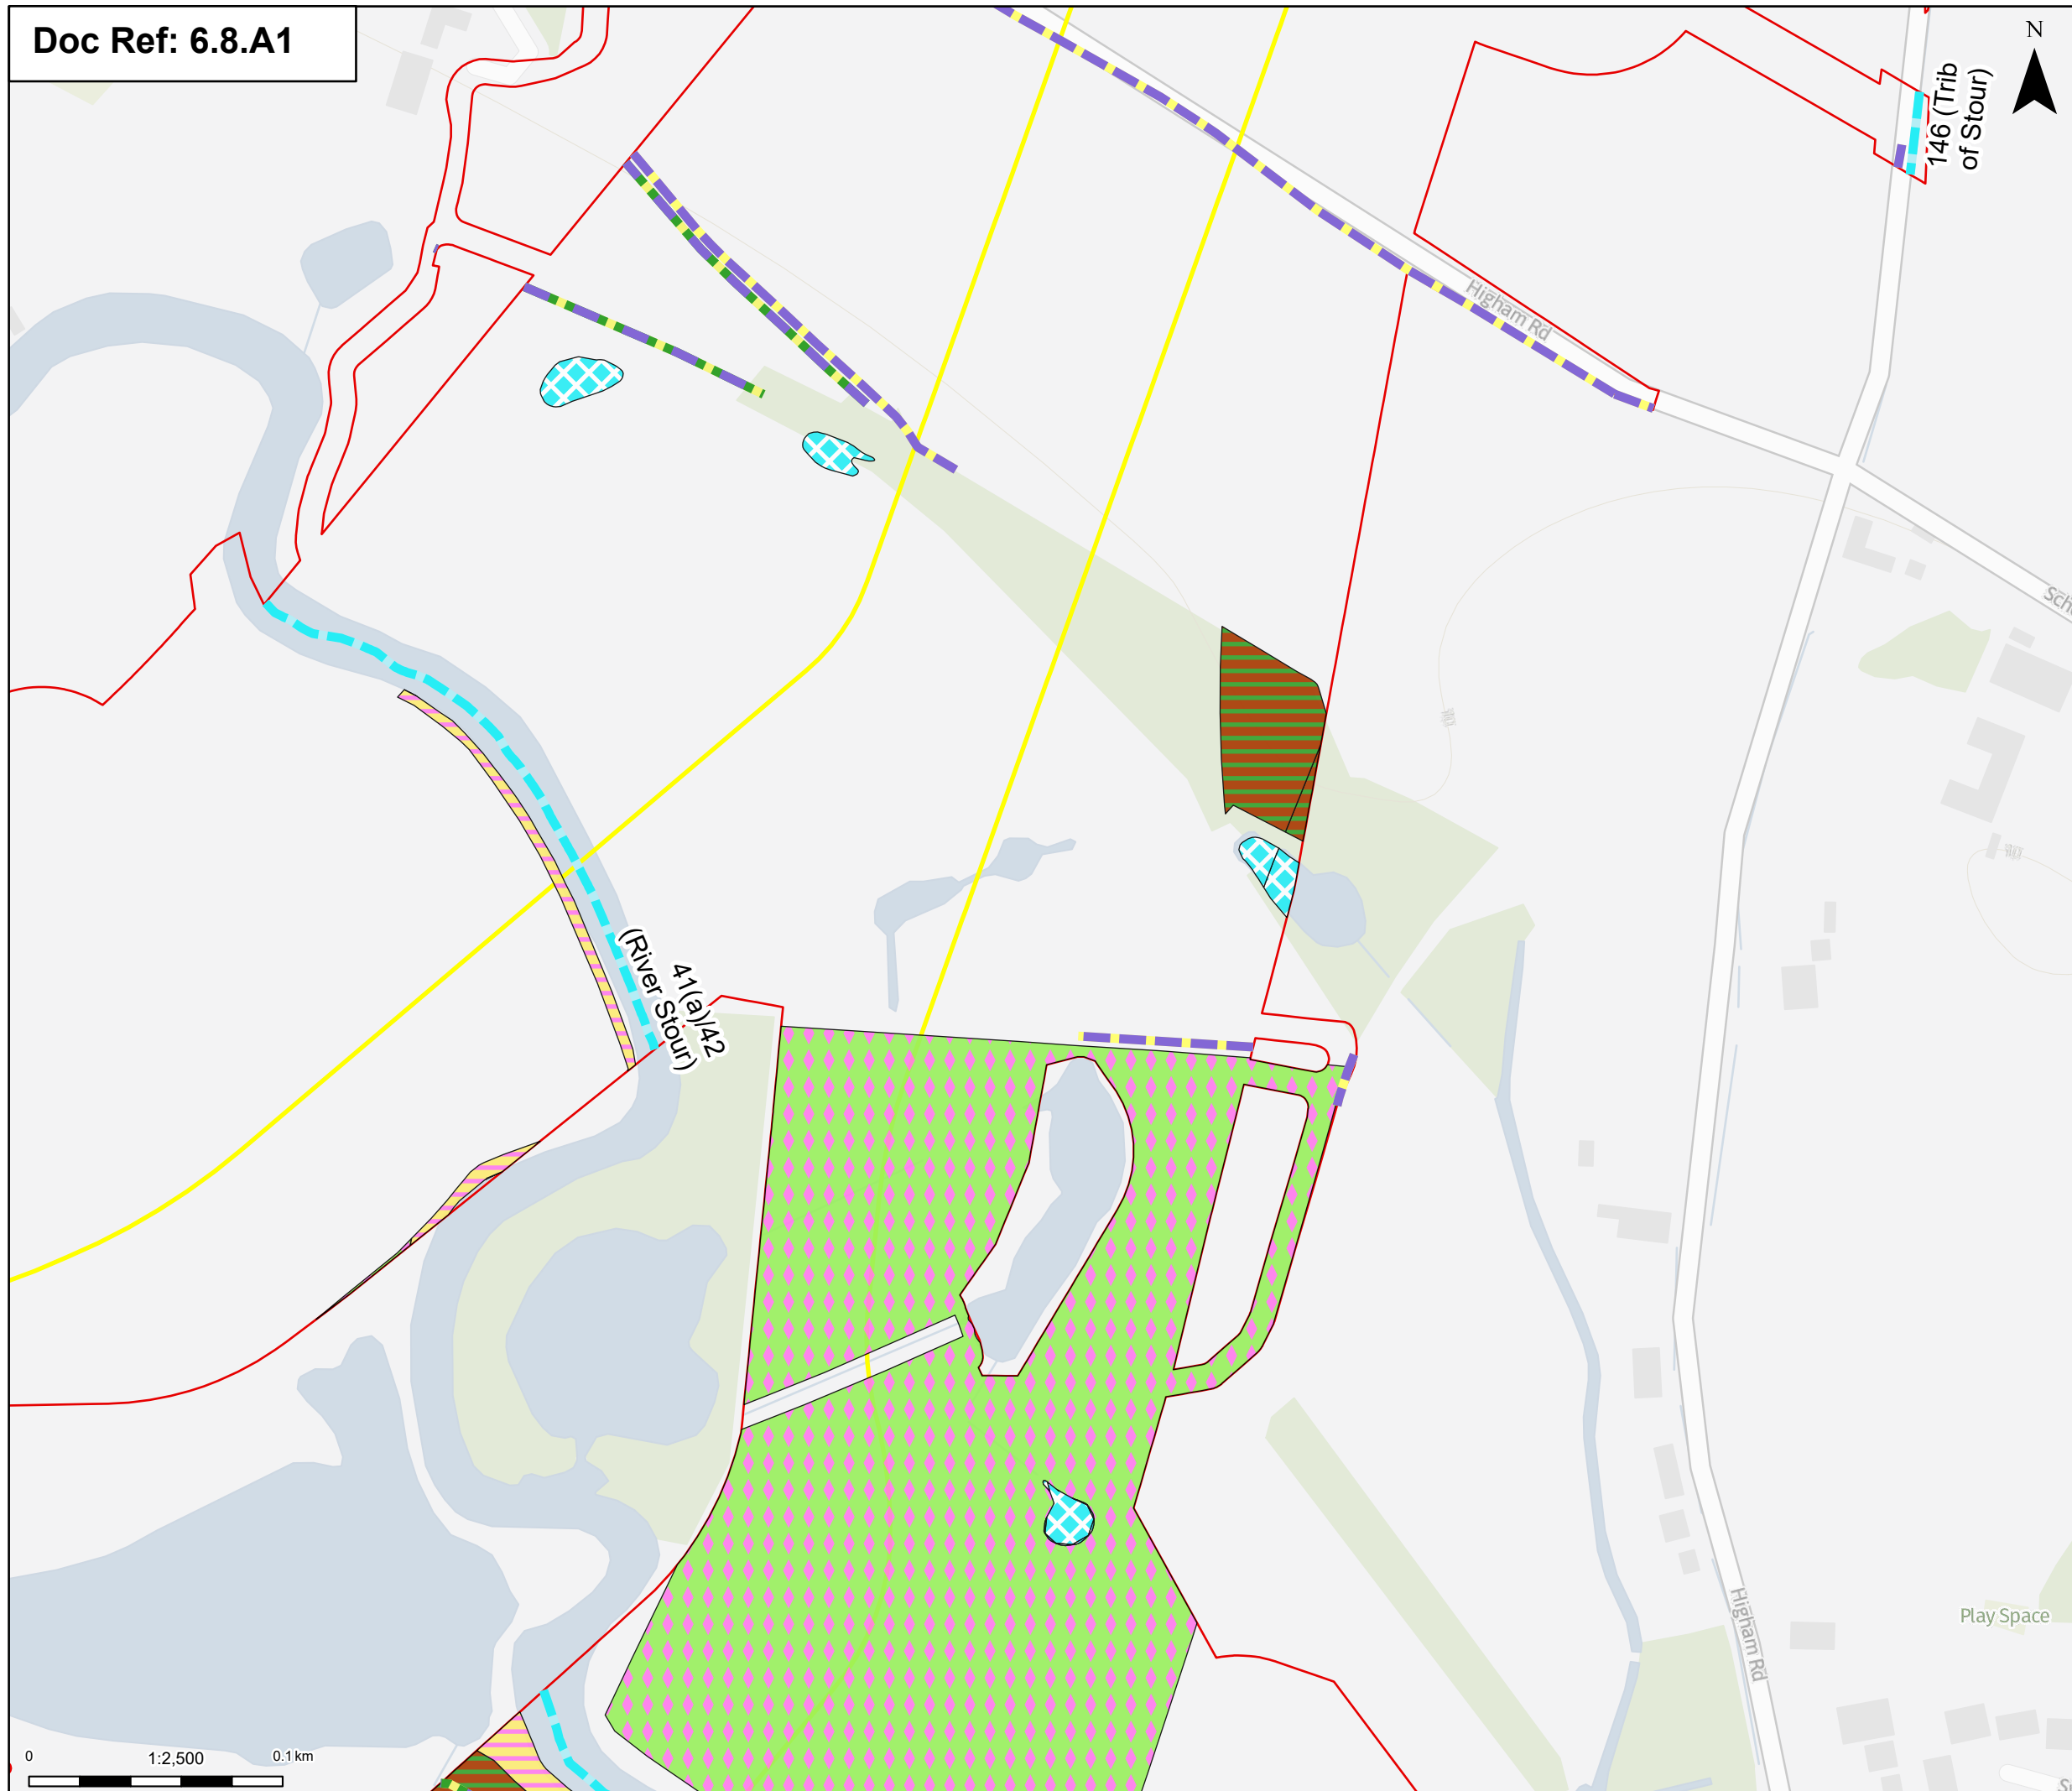 Doc Ref: 6.8.A1
N
146 (Trib
of Stour)
Higham Rd
41(a)/42
(River Stour)
Higham Rd
Play Space
0
1:2,500
0.1 km